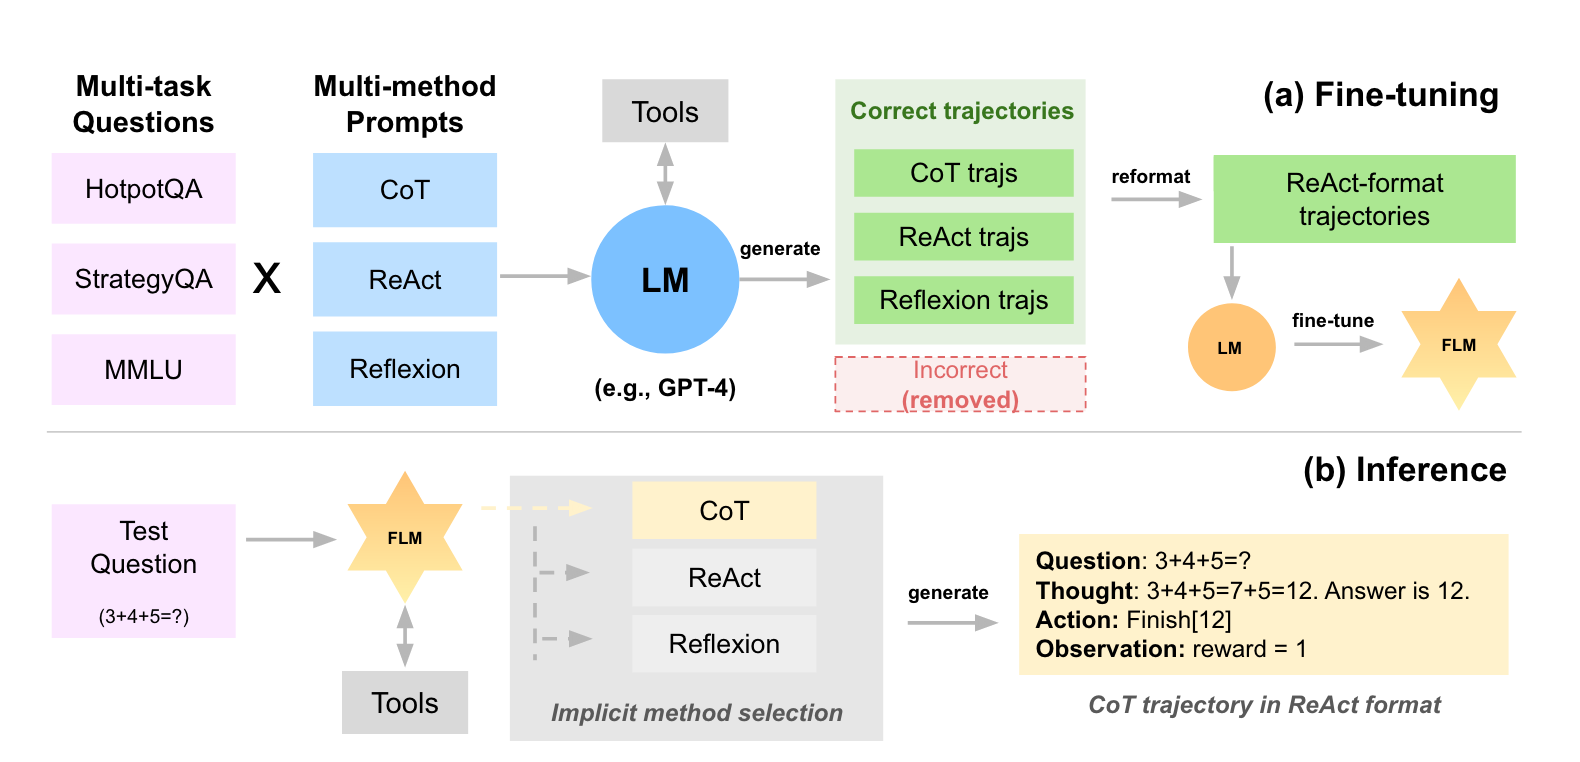 Multi-task
Questions
Multi-method
Prompts
(a) Fine-tuning
HotpotQA
StrategyQA
MMLU
X
CoT
ReAct
Reflexion
Tools
LM
(e.g., GPT-4)
generate
Correct trajectories
CoT trajs
ReAct trajs
Reflexion trajs
Incorrect
(removed)
reformat
ReAct-format
trajectories
LM
fine-tune
FLM
(b) Inference
Test
Question
(3+4+5=?)
FLM
Tools
CoT
ReAct
Reflexion
Implicit method selection
generate
Question: 3+4+5=?
Thought: 3+4+5=7+5=12. Answer is 12.
Action: Finish[12]
Observation: reward = 1
CoT trajectory in ReAct format